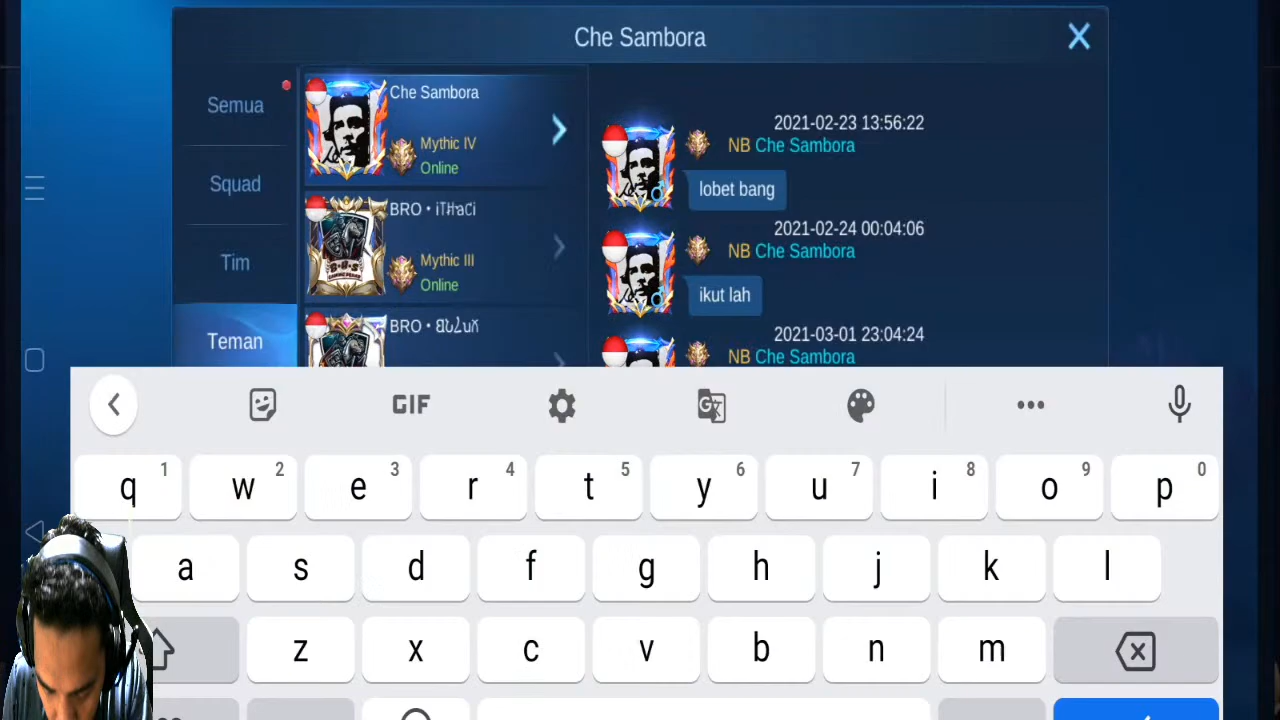 Che Sambora
Semua
Squad
Tim
Teman
Che Sambora
Mythic IV
Online
BRO •
Mythic III
Online
BRO •
2021-02-23 13:56:22
NB Che Sambora
lobet bang
2021-02-24 00:04:06
NB Che Sambora
ikut lah
2021-03-01 23:04:24
NB Che Sambora
GIF
q 1 w 2 e 3 r 4 t 5 y 6 u 7 i 8 o 9 p 0
a s d f g h j k l
z x c v b n m